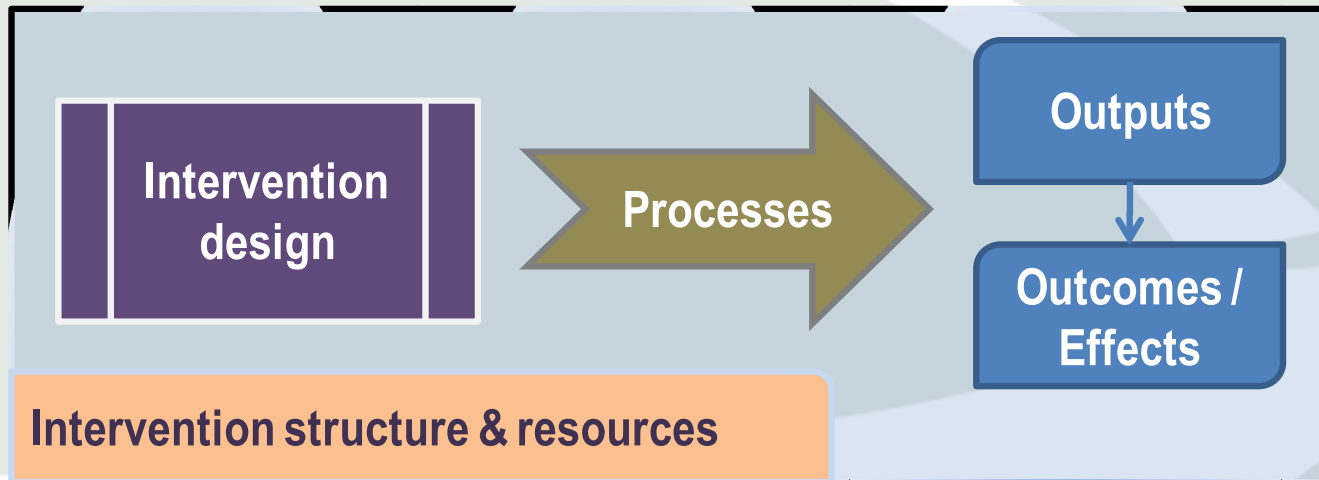 Intervention
design
Processes
Outputs
Outcomes /
Effects
Intervention structure & resources